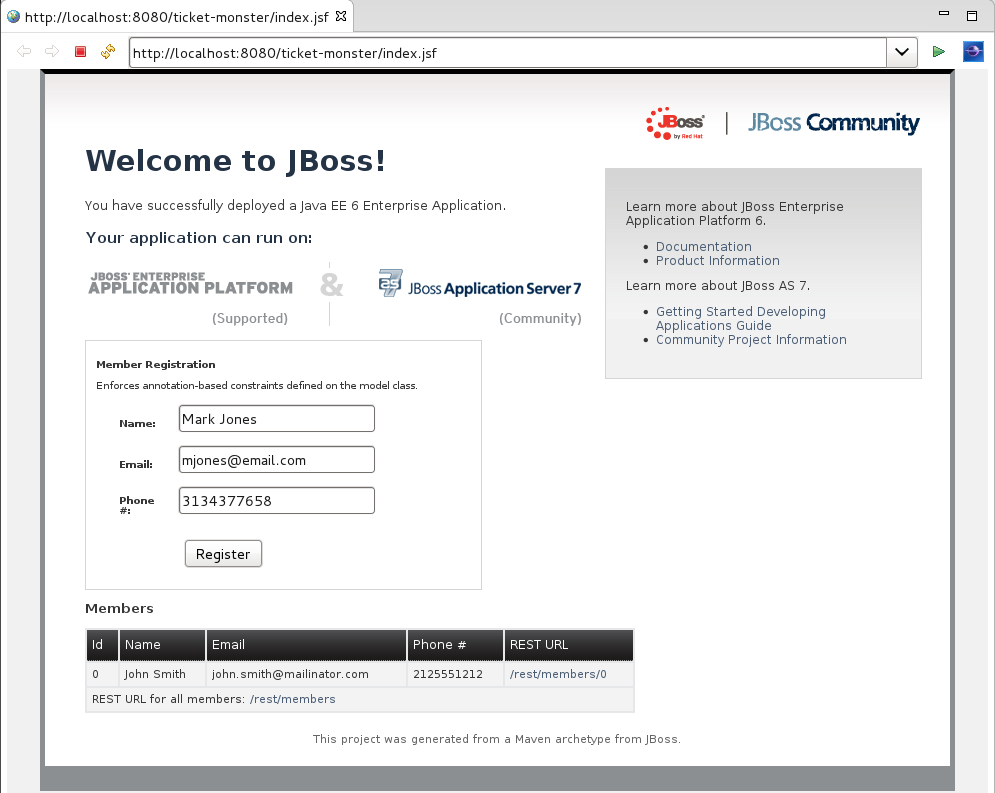 http://localhost:8080/ticket-monster/index.jsf
http://localhost:8080/ticket-monster/index.jsf
JBoss by Red Hat | JBoss Community
Welcome to JBoss!
You have successfully deployed a Java EE 6 Enterprise Application.
Your application can run on:
JBOSS® ENTERPRISE
APPLICATION PLATFORM
(Supported)
&
AS7 JBoss Application Server 7
(Community)
Learn more about JBoss Enterprise
Application Platform 6.
• Documentation
• Product Information
Learn more about JBoss AS 7.
• Getting Started Developing
Applications Guide
• Community Project Information
Member Registration
Enforces annotation-based constraints defined on the model class.
Name: Mark Jones
Email: mjones@email.com
Phone
#: 3134377658
Register
Members
Id Name Email Phone # REST URL
0 John Smith john.smith@mailinator.com 2125551212 /rest/members/0
REST URL for all members: /rest/members
This project was generated from a Maven archetype from JBoss.